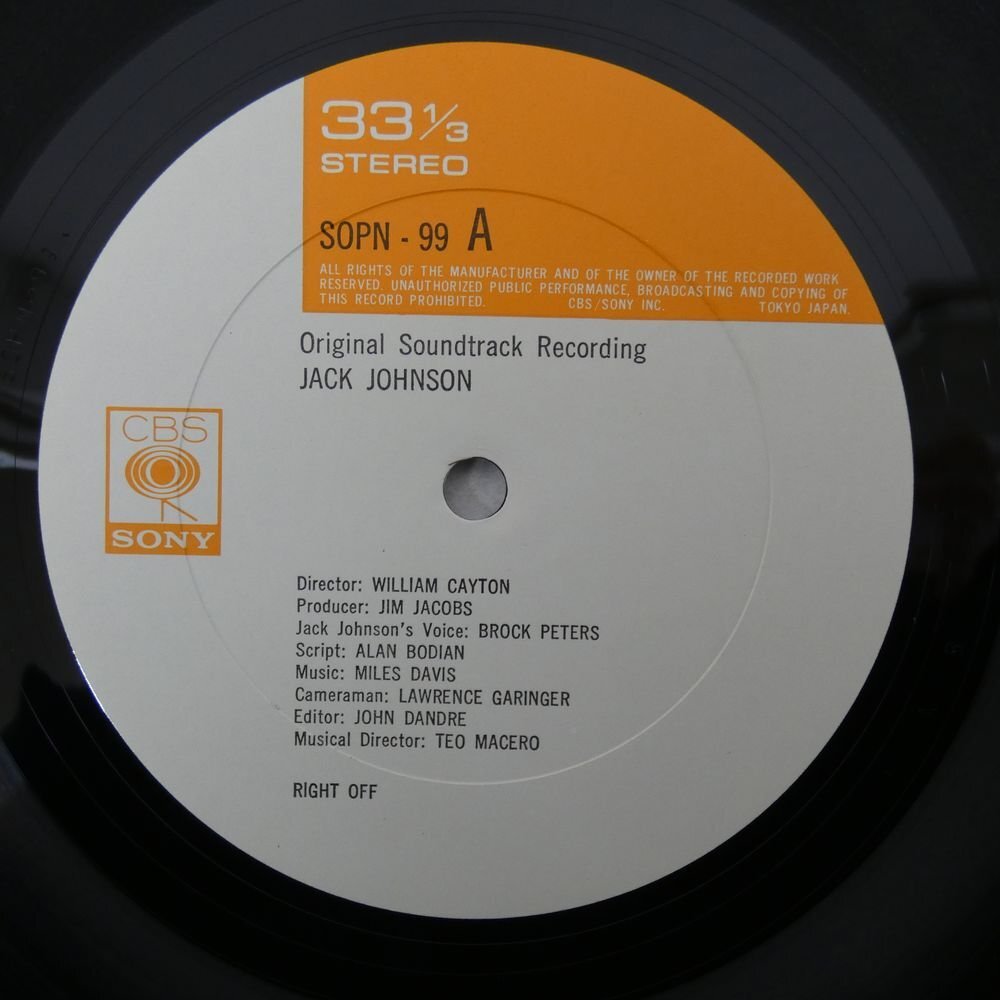 33 1/3
STEREO
SOPN - 99 A
ALL RIGHTS OF THE MANUFACTURER AND OF THE OWNER OF THE RECORDED WORK
RESERVED. UNAUTHORIZED PUBLIC PERFORMANCE, BROADCASTING AND COPYING OF
THIS RECORD PROHIBITED. CBS/SONY INC. TOKYO JAPAN.
Original Soundtrack Recording
JACK JOHNSON
CBS
SONY
Director: WILLIAM CAYTON
Producer: JIM JACOBS
Jack Johnson's Voice: BROCK PETERS
Script: ALAN BODIAN
Music: MILES DAVIS
Cameraman: LAWRENCE GARINGER
Editor: JOHN DANDRE
Musical Director: TEO MACERO
RIGHT OFF